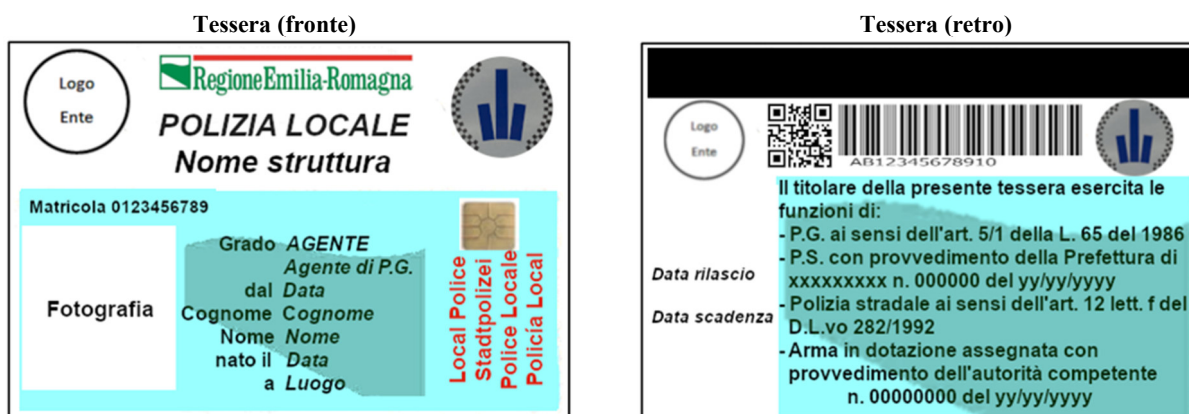 Tessera (fronte)
Logo
Ente
RegioneEmilia-Romagna
POLIZIA LOCALE
Nome struttura
Matricola 0123456789
Fotografia
Grado AGENTE
Agente di P.G.
dal Data
Cognome Cognome
Nome Nome
nato il Data
a Luogo
Local Police
Stadtpolizei
Police Locale
Policía Local
Tessera (retro)
Logo
Ente
AB12345678910
Il titolare della presente tessera esercita le
funzioni di:
- P.G. ai sensi dell'art. 5/1 della L. 65 del 1986
- P.S. con provvedimento della Prefettura di
xxxxxxxxx n. 000000 del yy/yy/yyyy
- Polizia stradale ai sensi dell'art. 12 lett. f del
D.L.vo 282/1992
- Arma in dotazione assegnata con
provvedimento dell'autorità competente
n. 00000000 del yy/yy/yyyy
Data rilascio
Data scadenza